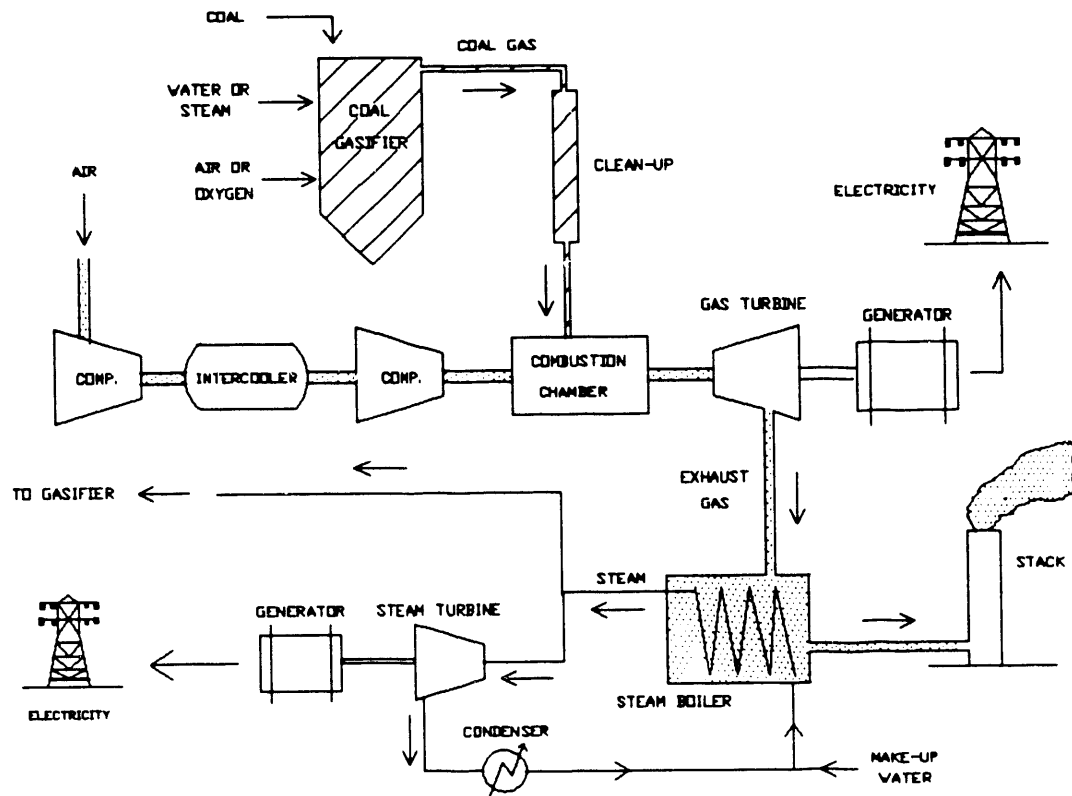 COAL
COAL GAS
WATER OR
STEAM
COAL
GASIFIER
AIR OR
OXYGEN
CLEAN-UP
AIR
ELECTRICITY
GAS TURBINE
GENERATOR
COMP.
INTERCOOLER
COMP.
COMBUSTION
CHAMBER
EXHAUST
GAS
TO GASIFIER
STACK
STEAM
GENERATOR
STEAM TURBINE
STEAM BOILER
ELECTRICITY
CONDENSER
MAKE-UP
WATER